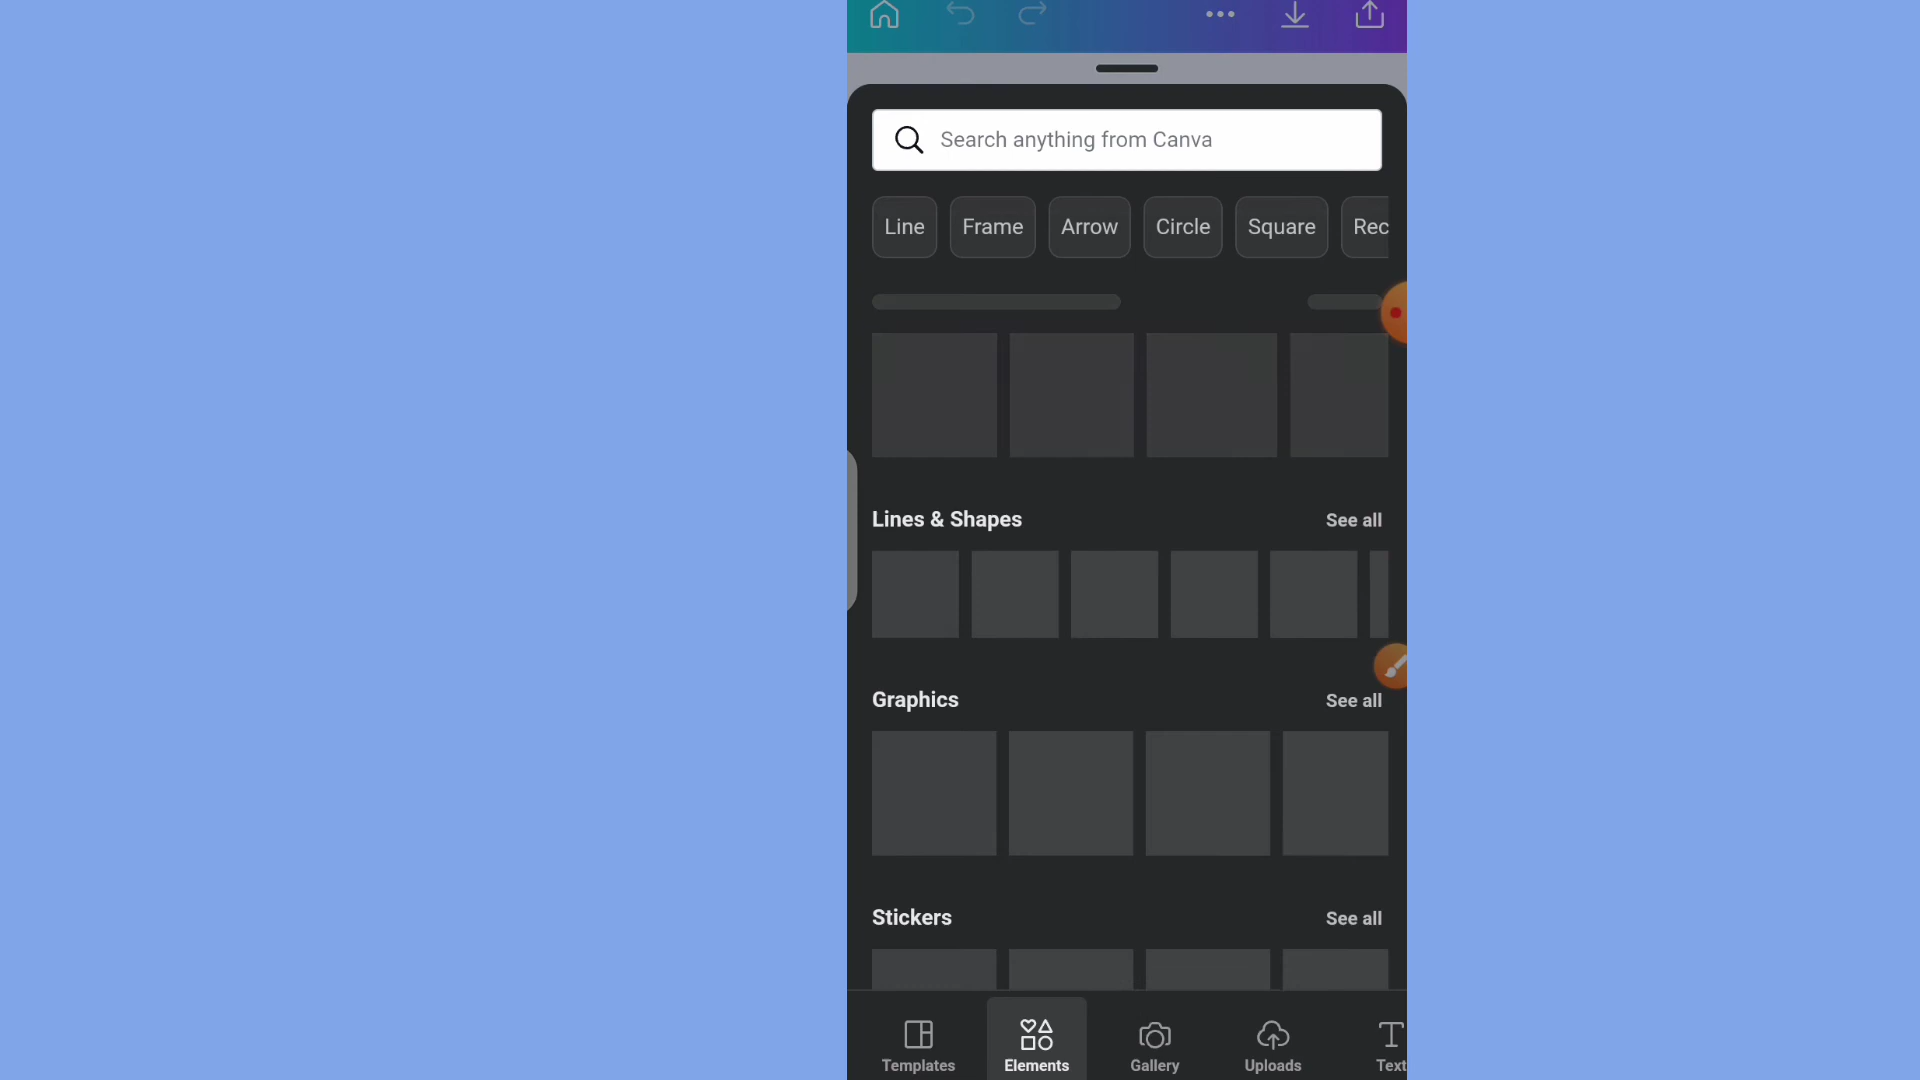 Search anything from Canva
Line Frame Arrow Circle Square Rec
Lines & Shapes See all
Graphics See all
Stickers See all
Templates Elements Gallery Uploads Text